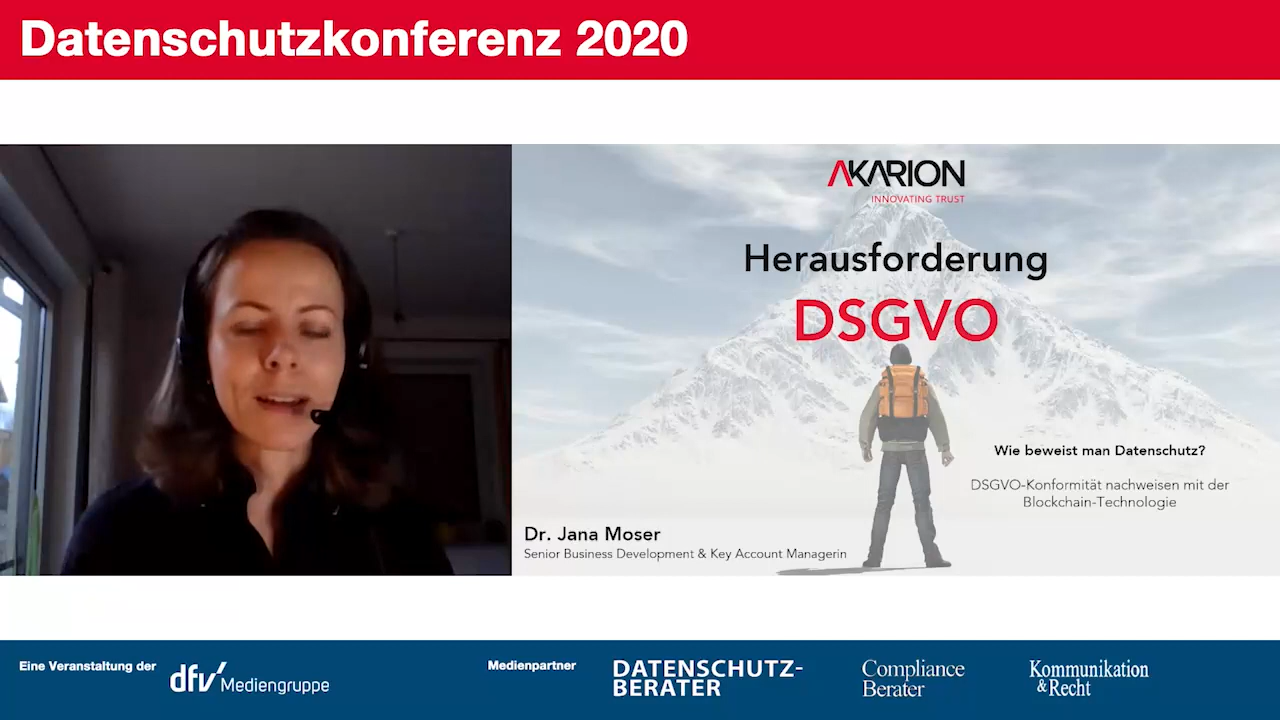 Datenschutzkonferenz 2020
AKARION
INNOVATING TRUST
Herausforderung
DSGVO
Wie beweist man Datenschutz?
DSGVO-Konformität nachweisen mit der
Blockchain-Technologie
Dr. Jana Moser
Senior Business Development & Key Account Managerin
Eine Veranstaltung der
dfv Mediengruppe
Medienpartner
DATENSCHUTZ-
BERATER
Compliance
Berater
Kommunikation
&Recht